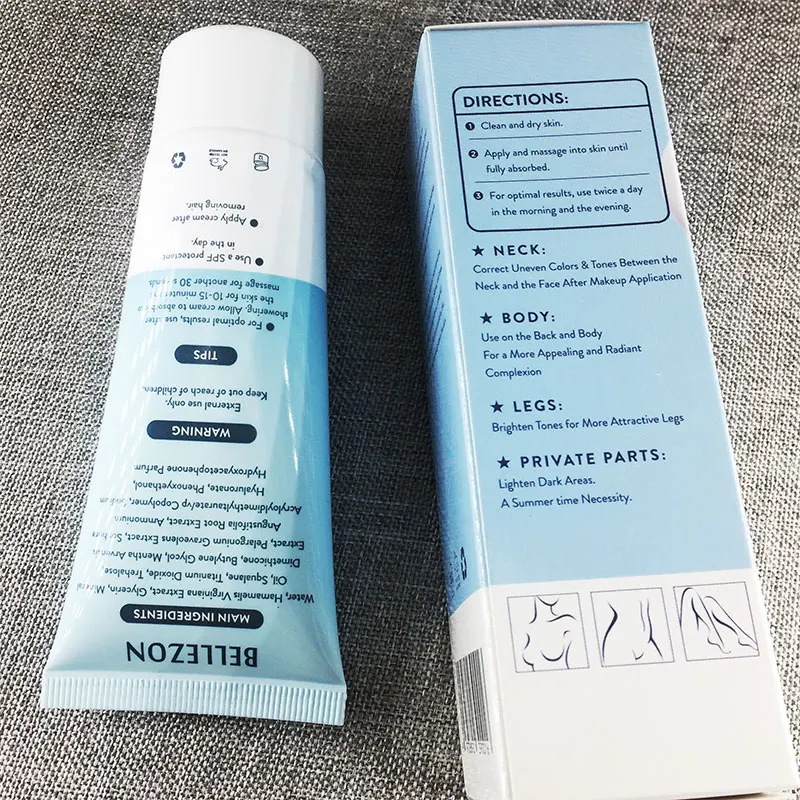 BELLEZON
MAIN INGREDIENTS
Water, Hamamelis Virginiana Extract, Glycerin, Mineral
Oil, Squalane, Titanium Dioxide, Trehalose,
Dimethicone, Butylene Glycol, Mentha
Extract, Pelargonium Graveolens Extract,
Angustifolia Root Extract, Ammonium
Acryloyldimethyltaurate/vp Copolymer,
Hyaluronate, Phenoxyethanol,
Hydroxyacetophenone Parfum
WARNING
External use only.
Keep out of reach of children.
TIPS
● For optimal results, use after
showering. Allow cream to absorb
the skin for 10-15 minutes
massage for another 30
● Use a SPF protectant
in the day.
● Apply cream after
removing hair.
DIRECTIONS:
1 Clean and dry skin.
2 Apply and massage into skin until
fully absorbed.
3 For optimal results, use twice a day
in the morning and the evening.
★ NECK:
Correct Uneven Colors & Tones Between the
Neck and the Face After Makeup Application
★ BODY:
Use on the Back and Body
For a More Appealing and Radiant
Complexion
★ LEGS:
Brighten Tones for More Attractive Legs
★ PRIVATE PARTS:
Lighten Dark Areas.
A Summer time Necessity.